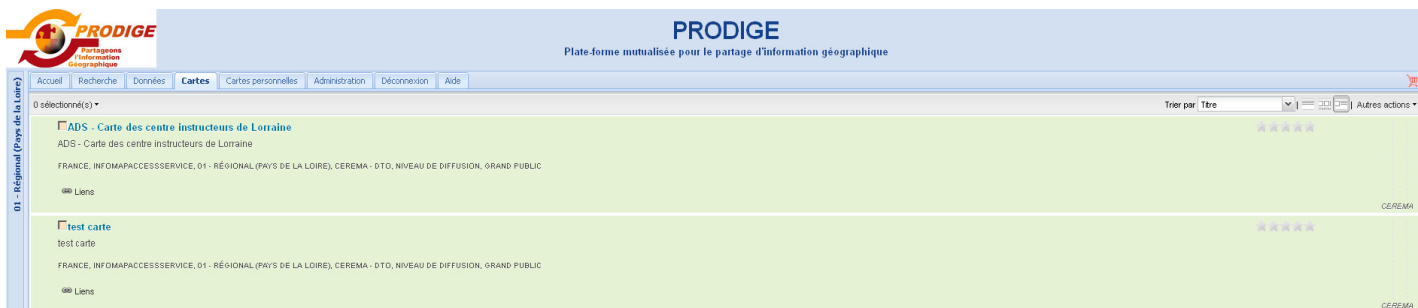 PRODIGE
Partageons
l'Information
Géographique
PRODIGE
Plate-forme mutualisée pour le partage d'information géographique
01 - Régional (Pays de la Loire)
Accueil Recherche Données Cartes Cartes personnelles Administration Déconnexion Aide
0 sélectionné(s) Trier par Titre Autres actions
ADS - Carte des centre instructeurs de Lorraine
ADS - Carte des centre instructeurs de Lorraine
FRANCE, INFOMAPACCESSSERVICE, 01 - RÉGIONAL (PAYS DE LA LOIRE), CEREMA - DTO, NIVEAU DE DIFFUSION, GRAND PUBLIC
Liens
CEREMA
test carte
test carte
FRANCE, INFOMAPACCESSSERVICE, 01 - RÉGIONAL (PAYS DE LA LOIRE), CEREMA - DTO, NIVEAU DE DIFFUSION, GRAND PUBLIC
Liens
CEREMA